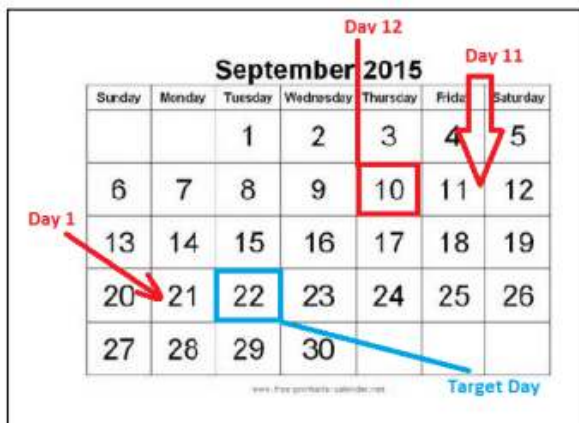 Day 12
Day 11
September 2015
Sunday Monday Tuesday Wednesday Thursday Friday Saturday
1 2 3 4 5
6 7 8 9 10 11 12
Day 1
13 14 15 16 17 18 19
20 21 22 23 24 25 26
27 28 29 30
Target Day